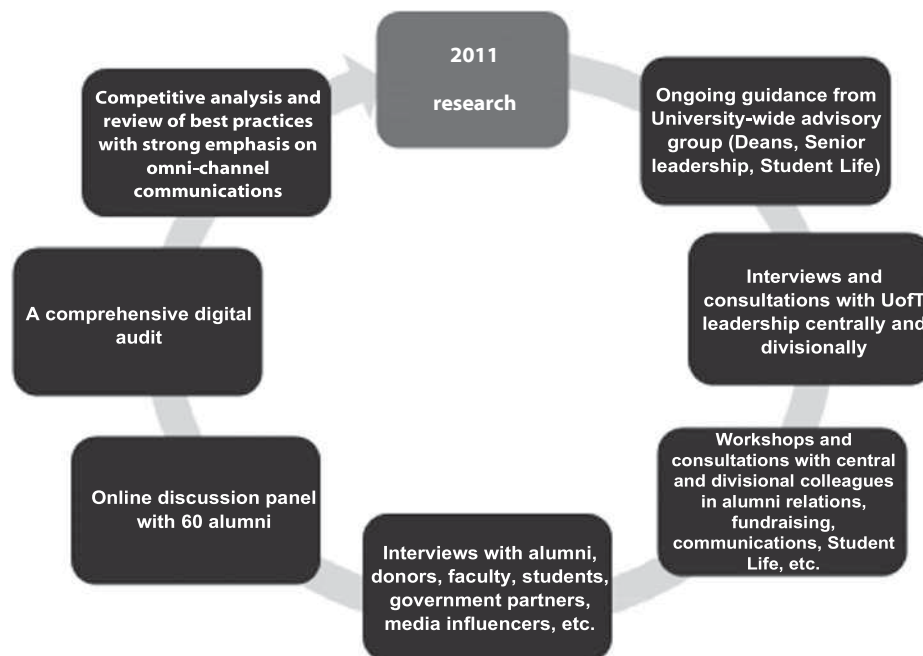 2011
research
Ongoing guidance from
University-wide advisory
group (Deans, Senior
leadership, Student Life)
Interviews and
consultations with UofT
leadership centrally and
divisionally
Workshops and
consultations with central
and divisional colleagues
in alumni relations,
fundraising,
communications, Student
Life, etc.
Interviews with alumni,
donors, faculty, students,
government partners,
media influencers, etc.
Online discussion panel
with 60 alumni
A comprehensive digital
audit
Competitive analysis and
review of best practices
with strong emphasis on
omni-channel
communications